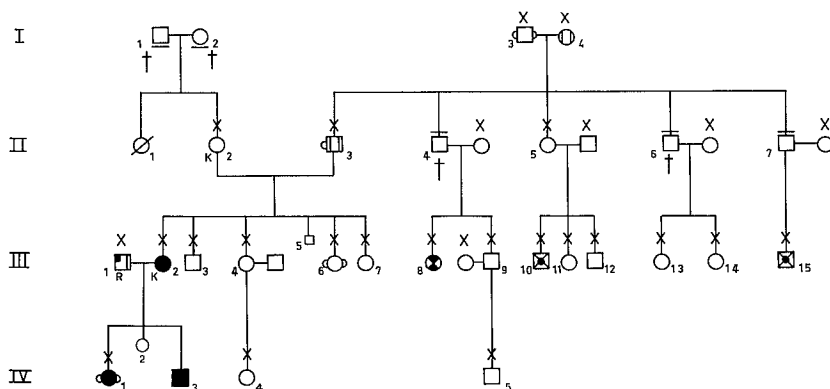 X X
I 1 2 3 4
† †
X X X X X X
II 1 K 2 3 4 5 6 7
† †
X X X X X X X X X X X X X X
III 1 2 3 4 5 6 7 8 9 10 11 12 13 14 15
R K
2
X X X
IV 1 3 4 5